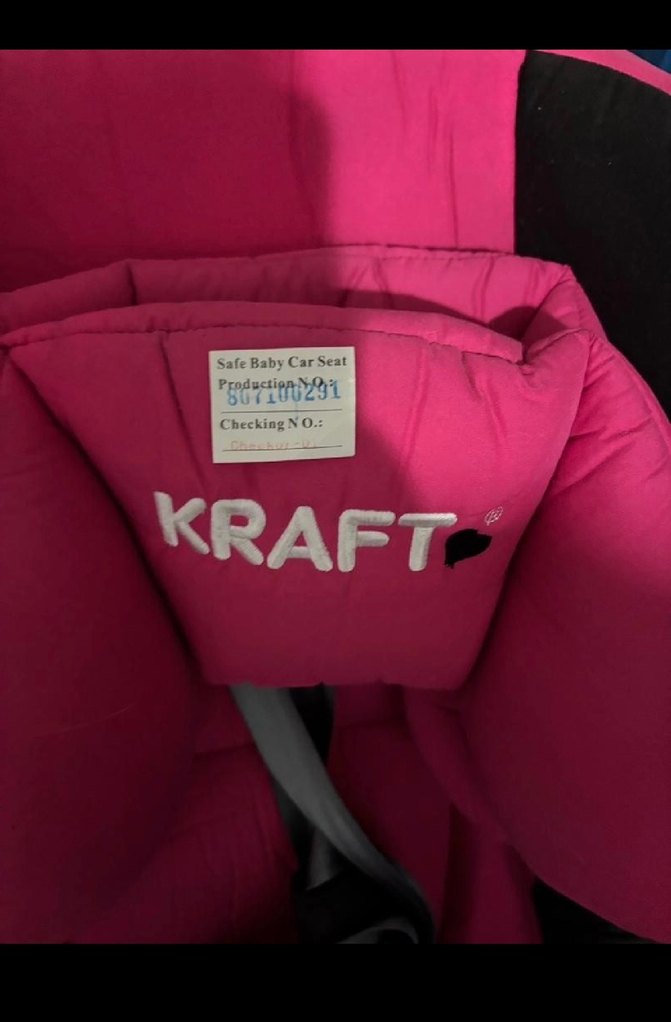 Safe Baby Car Seat
Production N O.:
807100291
Checking N O.:
KRAFT
®